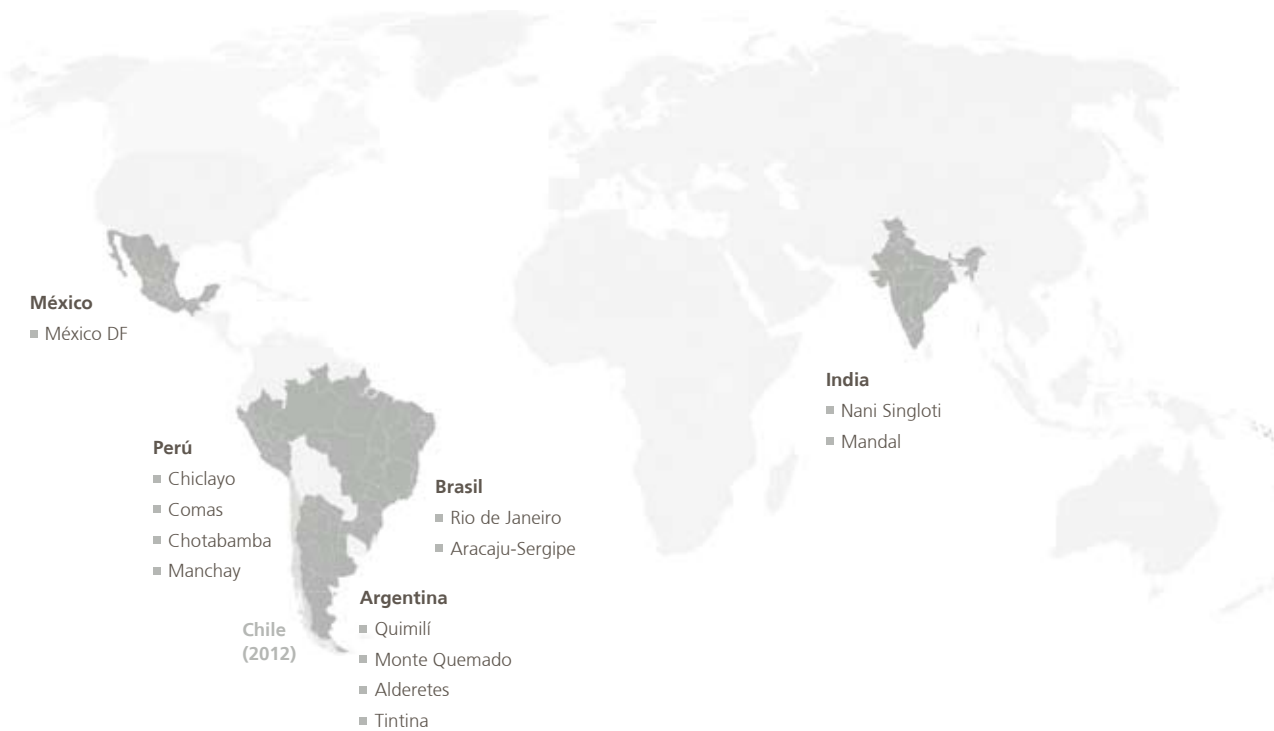 México
México DF
Perú
Chiclayo
Comas
Chotabamba
Manchay
Brasil
Rio de Janeiro
Aracaju-Sergipe
Chile
(2012)
Argentina
Quimilí
Monte Quemado
Alderetes
Tintina
India
Nani Singloti
Mandal